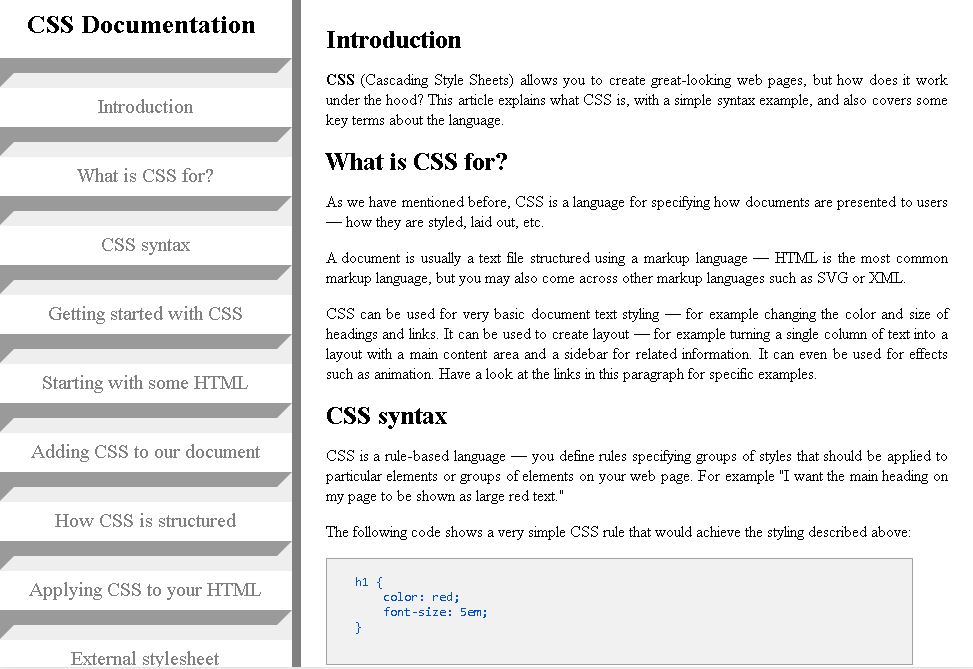 CSS Documentation
Introduction
What is CSS for?
CSS syntax
Getting started with CSS
Starting with some HTML
Adding CSS to our document
How CSS is structured
Applying CSS to your HTML
External stylesheet
Introduction
CSS (Cascading Style Sheets) allows you to create great-looking web pages, but how does it work
under the hood? This article explains what CSS is, with a simple syntax example, and also covers some
key terms about the language.
What is CSS for?
As we have mentioned before, CSS is a language for specifying how documents are presented to users
— how they are styled, laid out, etc.
A document is usually a text file structured using a markup language — HTML is the most common
markup language, but you may also come across other markup languages such as SVG or XML.
CSS can be used for very basic document text styling — for example changing the color and size of
headings and links. It can be used to create layout — for example turning a single column of text into a
layout with a main content area and a sidebar for related information. It can even be used for effects
such as animation. Have a look at the links in this paragraph for specific examples.
CSS syntax
CSS is a rule-based language — you define rules specifying groups of styles that should be applied to
particular elements or groups of elements on your web page. For example "I want the main heading on
my page to be shown as large red text."
The following code shows a very simple CSS rule that would achieve the styling described above:
h1 {
    color: red;
    font-size: 5em;
}